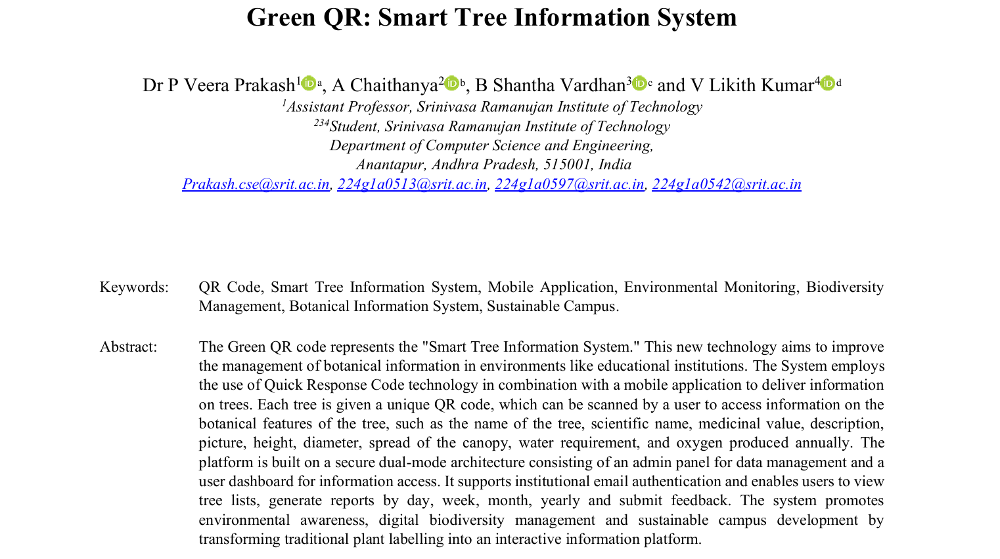 Green QR: Smart Tree Information System
Dr P Veera Prakash1 iD a, A Chaithanya2 iD b, B Shantha Vardhan3 iD c and V Likith Kumar4 iD d
1Assistant Professor, Srinivasa Ramanujan Institute of Technology
234Student, Srinivasa Ramanujan Institute of Technology
Department of Computer Science and Engineering,
Anantapur, Andhra Pradesh, 515001, India
Prakash.cse@srit.ac.in, 224g1a0513@srit.ac.in, 224g1a0597@srit.ac.in, 224g1a0542@srit.ac.in
Keywords: QR Code, Smart Tree Information System, Mobile Application, Environmental Monitoring, Biodiversity
Management, Botanical Information System, Sustainable Campus.
Abstract: The Green QR code represents the "Smart Tree Information System." This new technology aims to improve
the management of botanical information in environments like educational institutions. The System employs
the use of Quick Response Code technology in combination with a mobile application to deliver information
on trees. Each tree is given a unique QR code, which can be scanned by a user to access information on the
botanical features of the tree, such as the name of the tree, scientific name, medicinal value, description,
picture, height, diameter, spread of the canopy, water requirement, and oxygen produced annually. The
platform is built on a secure dual-mode architecture consisting of an admin panel for data management and a
user dashboard for information access. It supports institutional email authentication and enables users to view
tree lists, generate reports by day, week, month, yearly and submit feedback. The system promotes
environmental awareness, digital biodiversity management and sustainable campus development by
transforming traditional plant labelling into an interactive information platform.